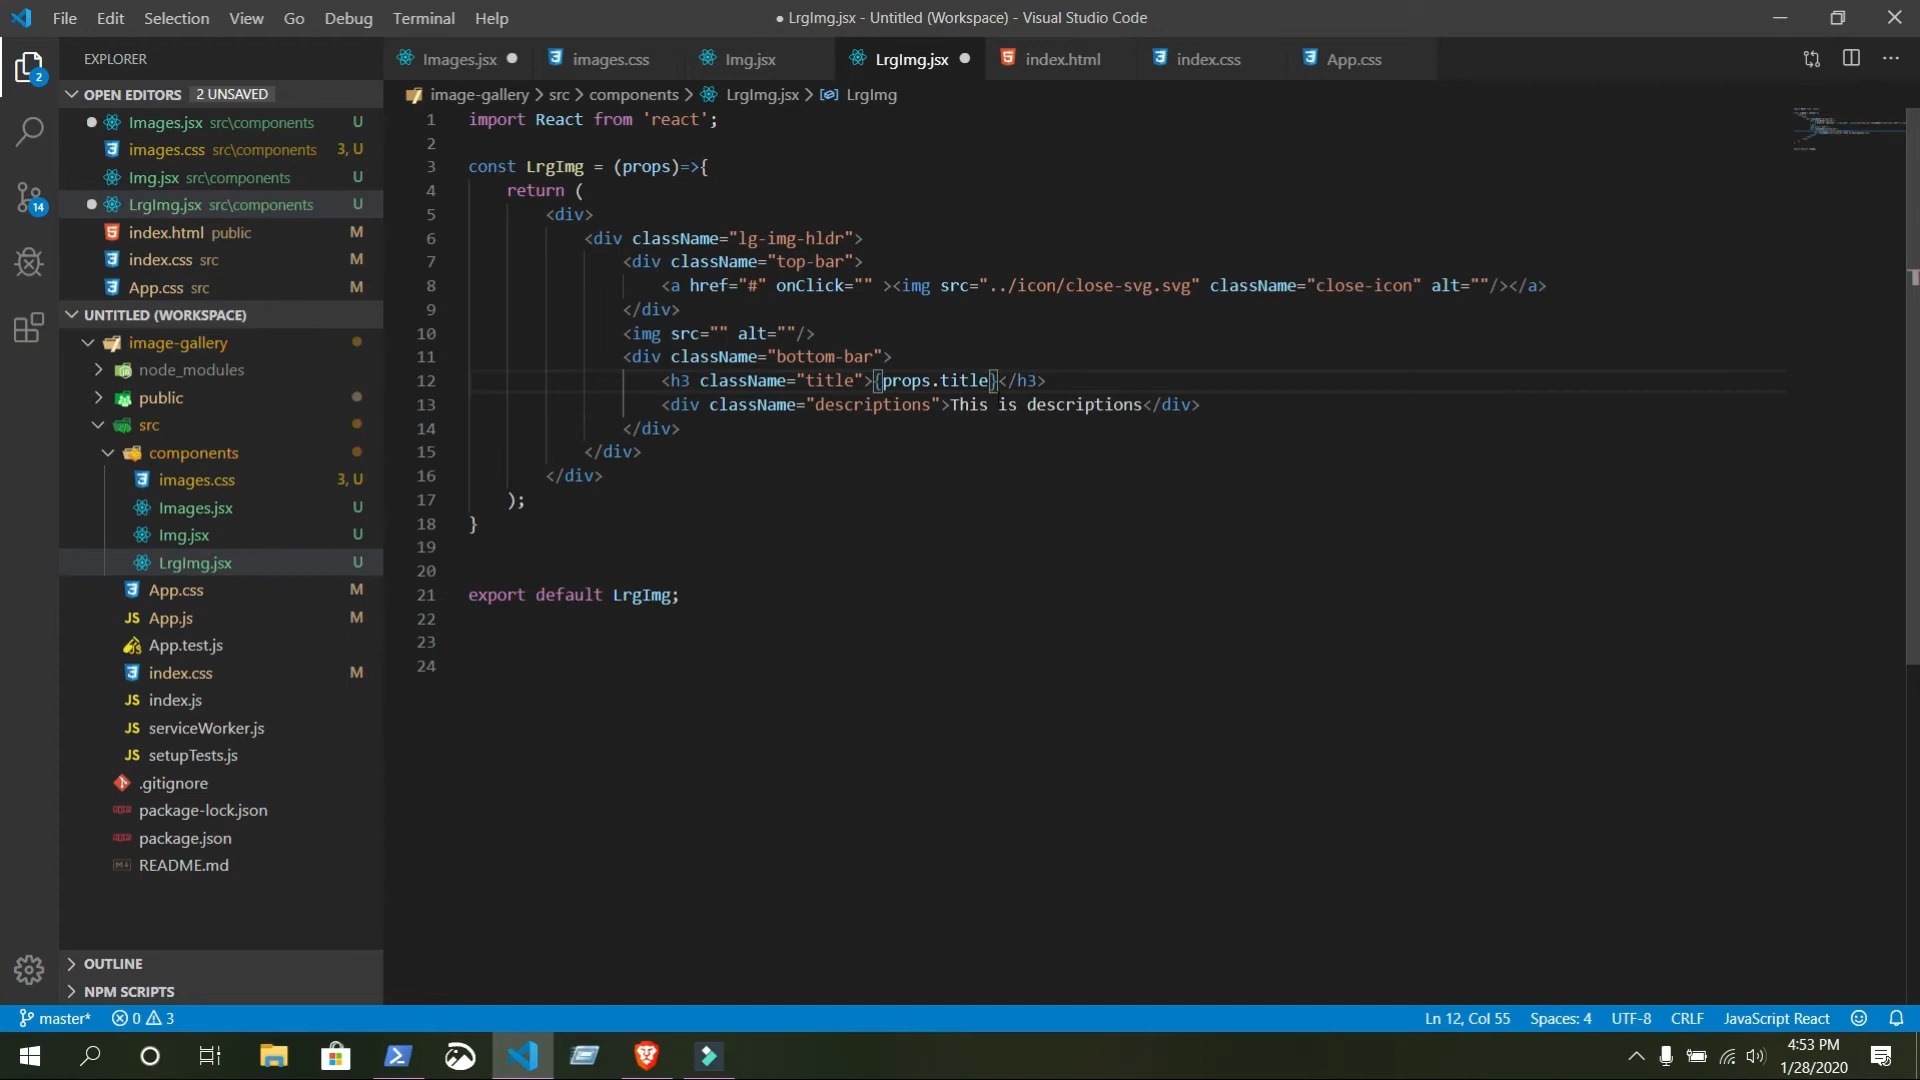 File Edit Selection View Go Debug Terminal Help
● LrgImg.jsx - Untitled (Workspace) - Visual Studio Code
EXPLORER
Images.jsx
images.css
Img.jsx
LrgImg.jsx
index.html
index.css
App.css
OPEN EDITORS 2 UNSAVED
Images.jsx src\components U
images.css src\components 3, U
Img.jsx src\components U
LrgImg.jsx src\components U
index.html public M
index.css src M
App.css src M
UNTITLED (WORKSPACE)
image-gallery
node_modules
public
src
components
images.css 3, U
Images.jsx U
Img.jsx U
LrgImg.jsx U
App.css M
App.js M
App.test.js
index.css M
index.js
serviceWorker.js
setupTests.js
.gitignore
package-lock.json
package.json
README.md
OUTLINE
NPM SCRIPTS
2
14
image-gallery > src > components > LrgImg.jsx > LrgImg
1 import React from 'react';
2
3 const LrgImg = (props)=>{
4 return (
5 <div>
6 <div className="lg-img-hldr">
7 <div className="top-bar">
8 <a href="#" onClick="" ><img src="../icon/close-svg.svg" className="close-icon" alt=""/></a>
9 </div>
10 <img src="" alt=""/>
11 <div className="bottom-bar">
12 <h3 className="title">{props.title}</h3>
13 <div className="descriptions">This is descriptions</div>
14 </div>
15 </div>
16 </div>
17 );
18 }
19
20
21 export default LrgImg;
22
23
24
master* 0 3
Ln 12, Col 55 Spaces: 4 UTF-8 CRLF JavaScript React
4:53 PM
1/28/2020